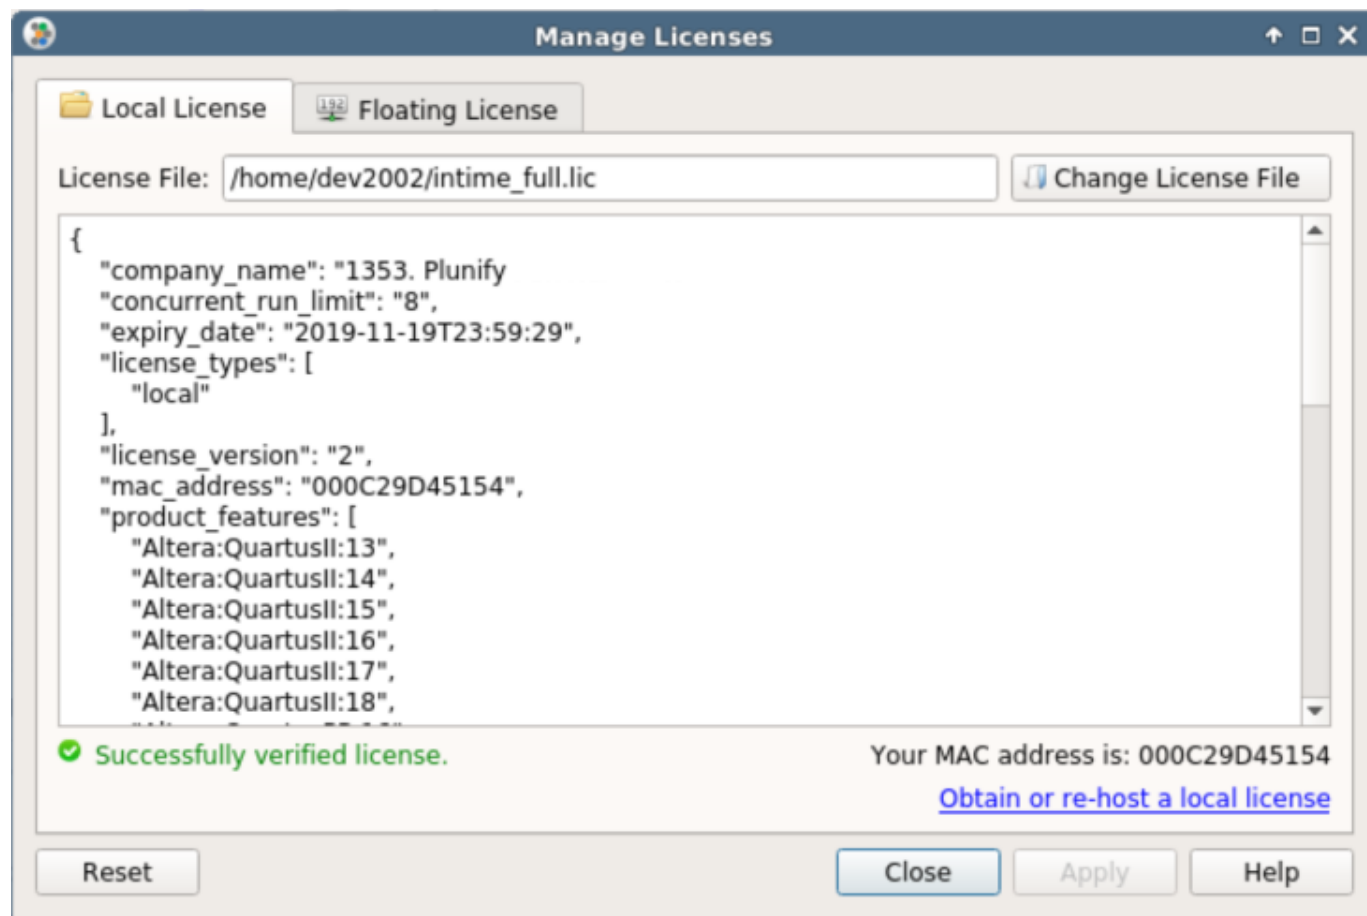 Manage Licenses
Local License
Floating License
License File: /home/dev2002/intime_full.lic Change License File
{
"company_name": "1353. Plunify
"concurrent_run_limit": "8",
"expiry_date": "2019-11-19T23:59:29",
"license_types": [
"local"
],
"license_version": "2",
"mac_address": "000C29D45154",
"product_features": [
"Altera:QuartusII:13",
"Altera:QuartusII:14",
"Altera:QuartusII:15",
"Altera:QuartusII:16",
"Altera:QuartusII:17",
"Altera:QuartusII:18",
Successfully verified license. Your MAC address is: 000C29D45154
Obtain or re-host a local license
Reset Close Apply Help